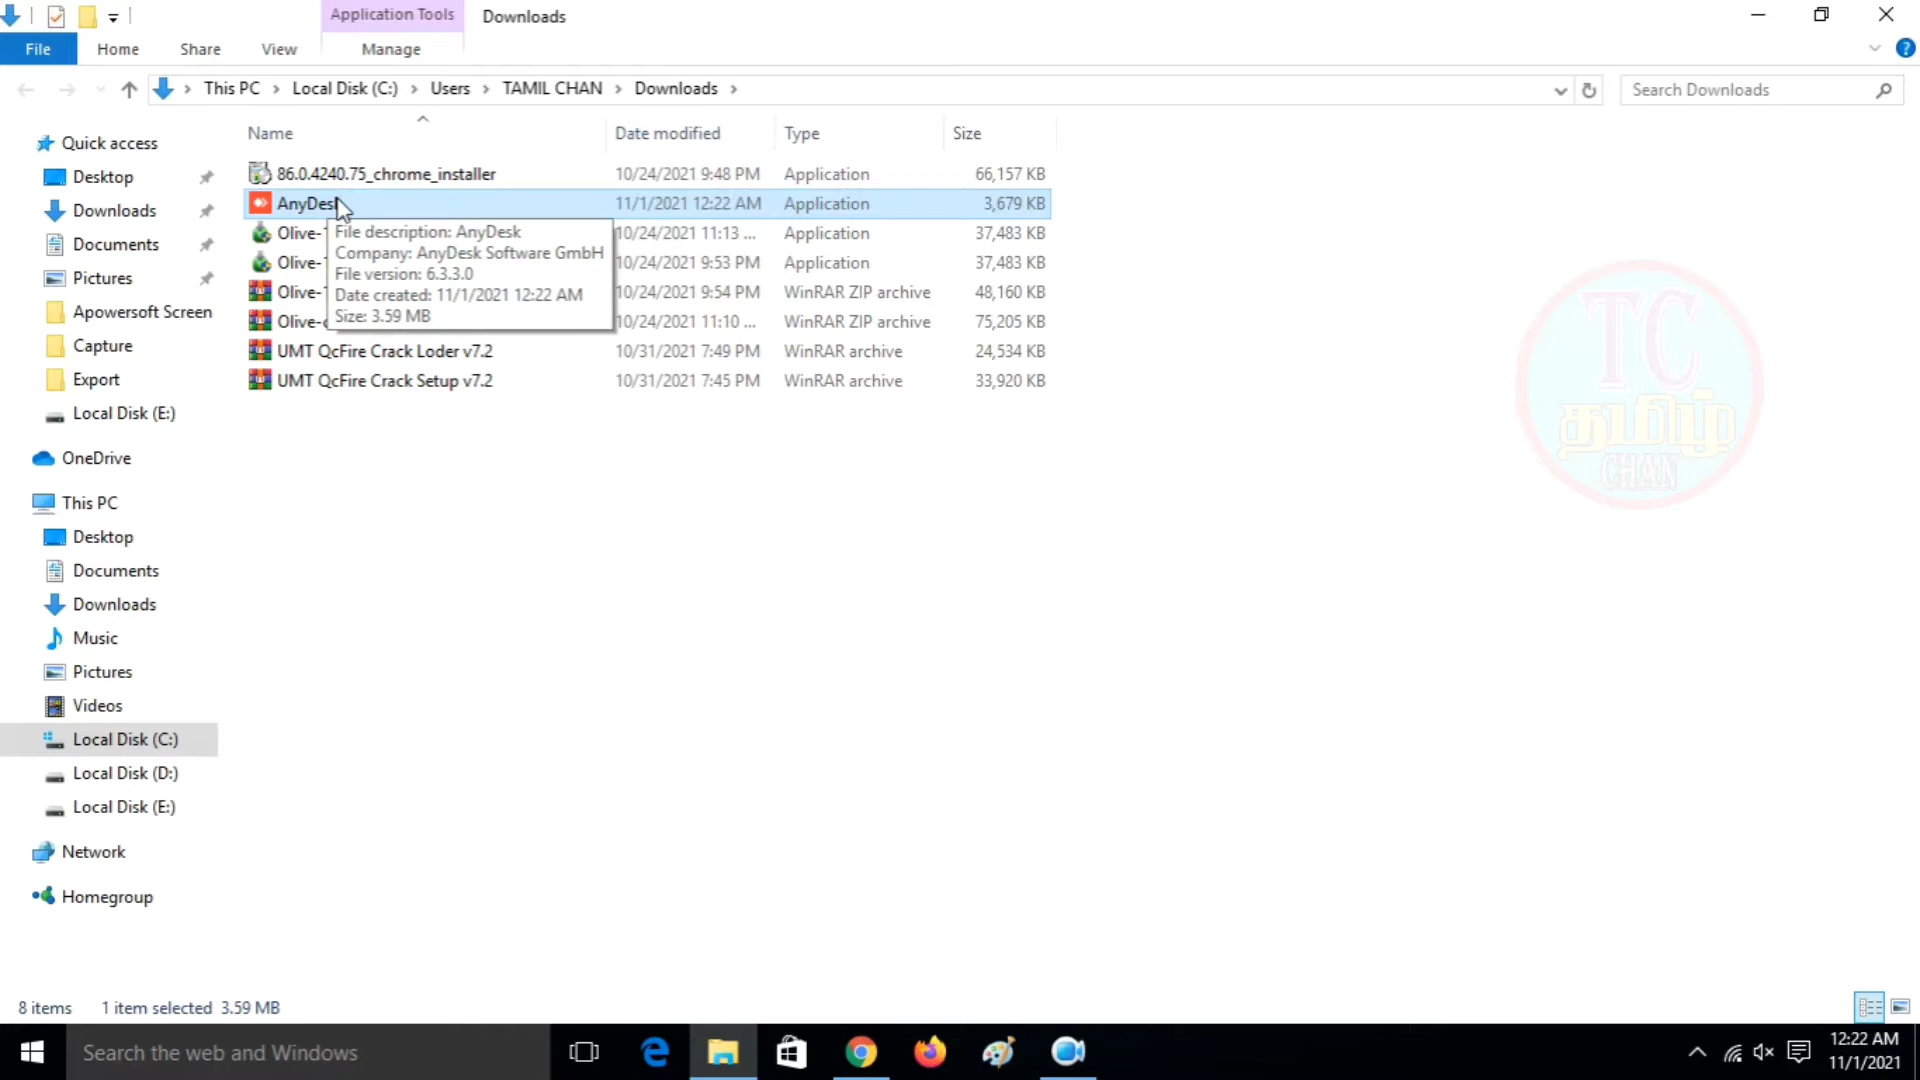 Application Tools
Downloads
File
Home
Share
View
Manage
This PC
Local Disk (C:)
Users
TAMIL CHAN
Downloads
Search Downloads
Name
Date modified
Type
Size
Quick access
Desktop
Downloads
Documents
Pictures
Apowersoft Screen
Capture
Export
Local Disk (E:)
OneDrive
This PC
Desktop
Documents
Downloads
Music
Pictures
Videos
Local Disk (C:)
Local Disk (D:)
Local Disk (E:)
Network
Homegroup
86.0.4240.75_chrome_installer 10/24/2021 9:48 PM Application 66,157 KB
AnyDesk 11/1/2021 12:22 AM Application 3,679 KB
Olive- 10/24/2021 11:13 ... Application 37,483 KB
Olive- 10/24/2021 9:53 PM Application 37,483 KB
Olive- 10/24/2021 9:54 PM WinRAR ZIP archive 48,160 KB
Olive- 10/24/2021 11:10 ... WinRAR ZIP archive 75,205 KB
UMT QcFire Crack Loder v7.2 10/31/2021 7:49 PM WinRAR archive 24,534 KB
UMT QcFire Crack Setup v7.2 10/31/2021 7:45 PM WinRAR archive 33,920 KB
File description: AnyDesk
Company: AnyDesk Software GmbH
File version: 6.3.3.0
Date created: 11/1/2021 12:22 AM
Size: 3.59 MB
TC
தமிழ்
CHAN
8 items 1 item selected 3.59 MB
Search the web and Windows
12:22 AM
11/1/2021